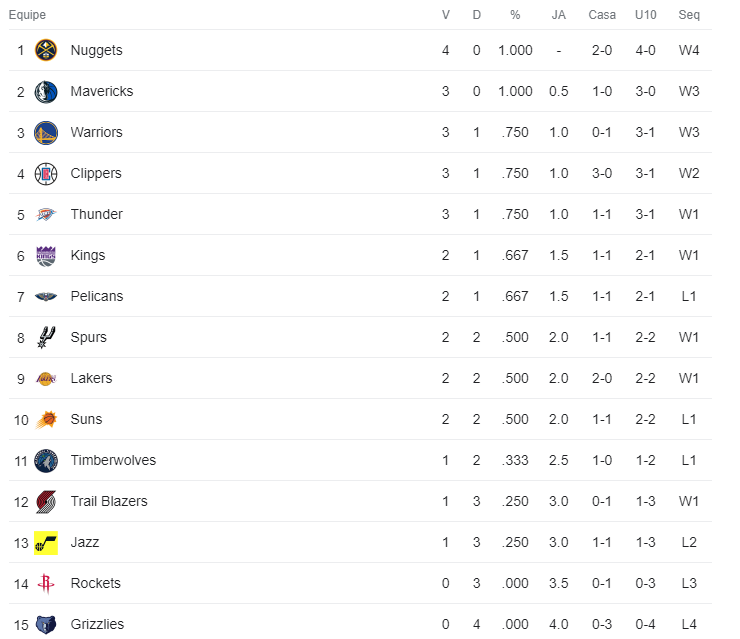 Equipe V D % JA Casa U10 Seq
1 Nuggets 4 0 1.000 - 2-0 4-0 W4
2 Mavericks 3 0 1.000 0.5 1-0 3-0 W3
3 Warriors 3 1 .750 1.0 0-1 3-1 W3
4 Clippers 3 1 .750 1.0 3-0 3-1 W2
5 Thunder 3 1 .750 1.0 1-1 3-1 W1
6 KINGS Kings 2 1 .667 1.5 1-1 2-1 W1
7 Pelicans 2 1 .667 1.5 1-1 2-1 L1
8 Spurs 2 2 .500 2.0 1-1 2-2 W1
9 LAKERS Lakers 2 2 .500 2.0 2-0 2-2 W1
10 Suns 2 2 .500 2.0 1-1 2-2 L1
11 Timberwolves 1 2 .333 2.5 1-0 1-2 L1
12 Trail Blazers 1 3 .250 3.0 0-1 1-3 W1
13 Jazz 1 3 .250 3.0 1-1 1-3 L2
14 R Rockets 0 3 .000 3.5 0-1 0-3 L3
15 Grizzlies 0 4 .000 4.0 0-3 0-4 L4